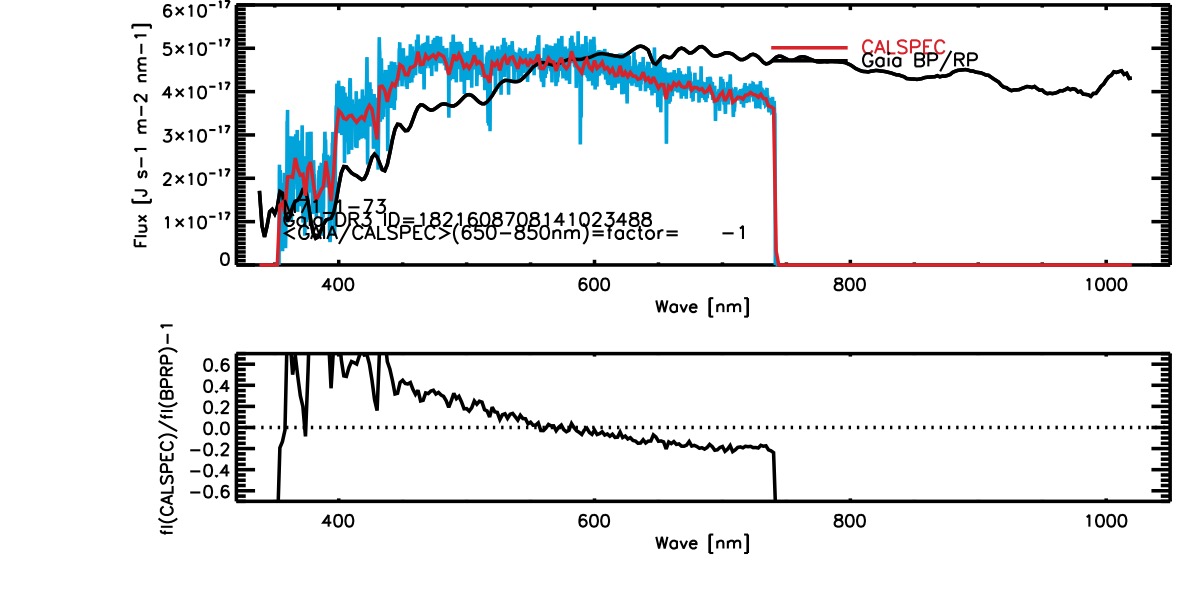 6×10⁻¹⁷
5×10⁻¹⁷
4×10⁻¹⁷
3×10⁻¹⁷
2×10⁻¹⁷
1×10⁻¹⁷
0
Flux [J s−1 m−2 nm−1]
CALSPEC
Gaia BP/RP
1−73
Gaia DR3 ID=1821608708141023488
<GAIA/CALSPEC>(650−850nm)=factor= −1
400 600 800 1000
Wave [nm]
fl(CALSPEC)/fl(BPRP)−1
0.6
0.4
0.2
0.0
−0.2
−0.4
−0.6
400 600 800 1000
Wave [nm]